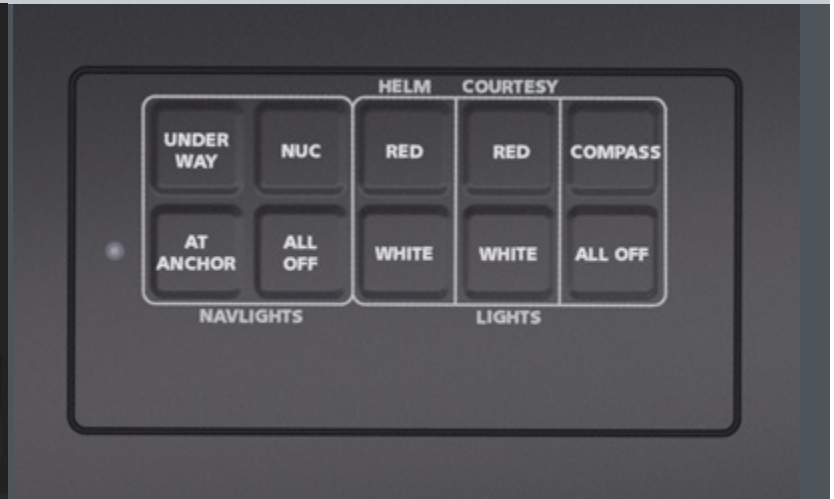 HELM COURTESY
UNDER
WAY
NUC
RED
RED
COMPASS
AT
ANCHOR
ALL
OFF
WHITE
WHITE
ALL OFF
NAVLIGHTS
LIGHTS